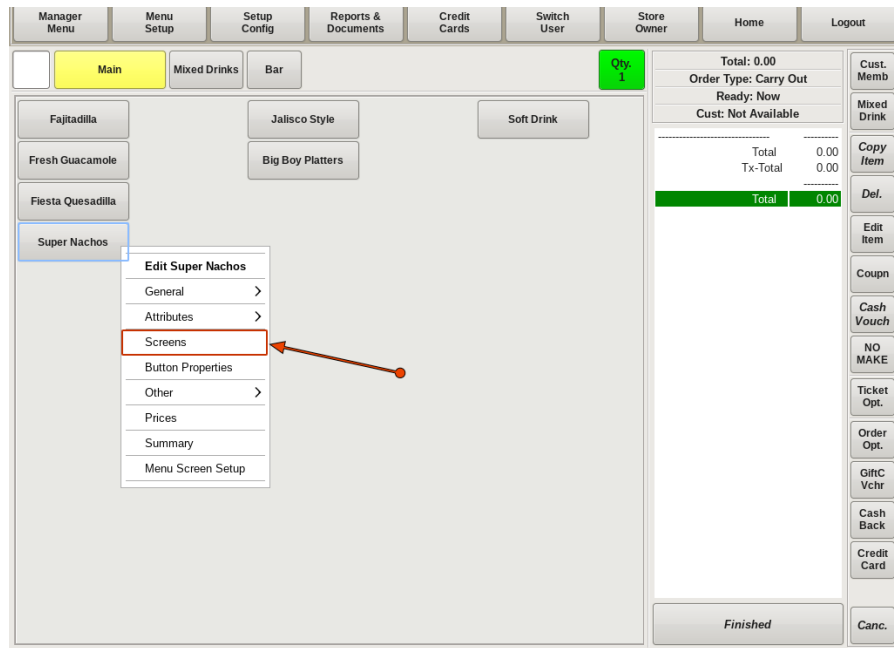 Manager
Menu
Menu
Setup
Setup
Config
Reports &
Documents
Credit
Cards
Switch
User
Store
Owner
Home
Logout
Main
Mixed Drinks
Bar
Qty.
1
Fajitadilla
Jalisco Style
Soft Drink
Fresh Guacamole
Big Boy Platters
Fiesta Quesadilla
Super Nachos
Edit Super Nachos
General
Attributes
Screens
Button Properties
Other
Prices
Summary
Menu Screen Setup
Total: 0.00
Order Type: Carry Out
Ready: Now
Cust: Not Available
-------------------------------- ----------
Total 0.00
Tx-Total 0.00
----------
Total 0.00
Finished
Cust.
Memb
Mixed
Drink
Copy
Item
Del.
Edit
Item
Coupn
Cash
Vouch
NO
MAKE
Ticket
Opt.
Order
Opt.
GiftC
Vchr
Cash
Back
Credit
Card
Canc.